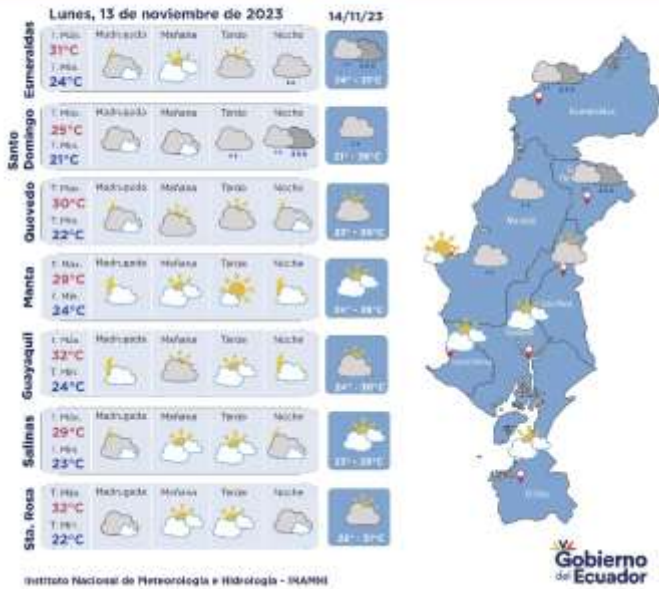 Lunes, 13 de noviembre de 2023
14/11/23
Esmeraldas
T. Máx.
31°C
T. Mín.
24°C
Madrugada Mañana Tarde Noche
Santo Domingo
T. Máx.
25°C
T. Mín.
21°C
Madrugada Mañana Tarde Noche
Quevedo
T. Máx.
30°C
T. Mín.
22°C
Madrugada Mañana Tarde Noche
Manta
T. Máx.
29°C
T. Mín.
24°C
Madrugada Mañana Tarde Noche
Guayaquil
T. Máx.
32°C
T. Mín.
24°C
Madrugada Mañana Tarde Noche
Salinas
T. Máx.
29°C
T. Mín.
23°C
Madrugada Mañana Tarde Noche
Sta. Rosa
T. Máx.
32°C
T. Mín.
22°C
Madrugada Mañana Tarde Noche
Esmeraldas
Manabí
El Oro
Instituto Nacional de Meteorología e Hidrología - INAMHI
Gobierno
del Ecuador